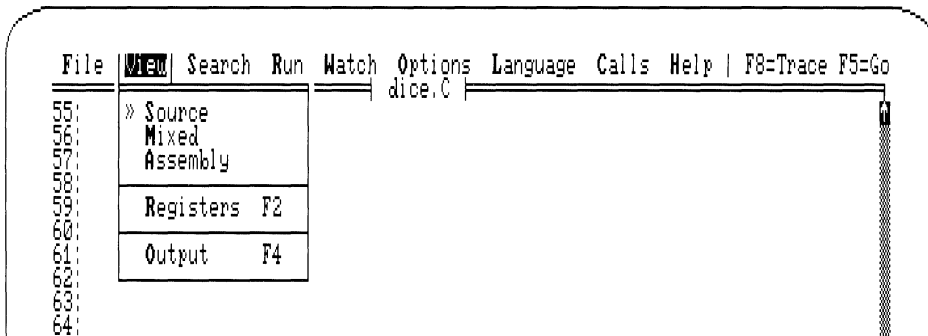 File View Search Run Watch Options Language Calls Help | F8=Trace F5=Go
dice.C
55: » Source
56: Mixed
57: Assembly
58:
59: Registers F2
60:
61: Output F4
62:
63:
64: